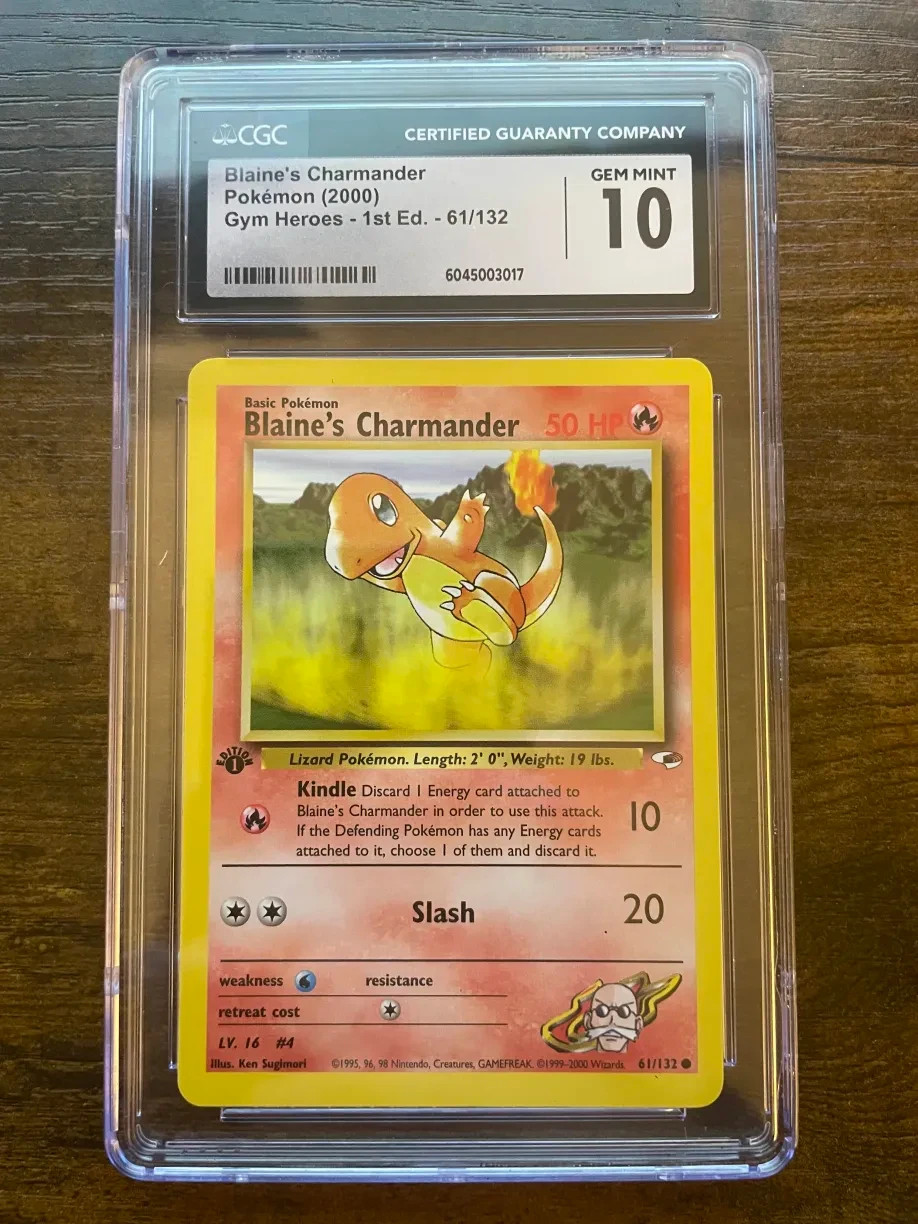 CGC
CERTIFIED GUARANTY COMPANY
Blaine's Charmander
Pokémon (2000)
Gym Heroes - 1st Ed. - 61/132
GEM MINT
10
6045003017
Basic Pokémon
Blaine's Charmander 50 HP
EDITION
1
Lizard Pokémon. Length: 2' 0", Weight: 19 lbs.
Kindle Discard 1 Energy card attached to
Blaine's Charmander in order to use this attack.
If the Defending Pokémon has any Energy cards
attached to it, choose 1 of them and discard it.
10
Slash 20
weakness resistance
retreat cost
LV. 16 #4
Illus. Ken Sugimori ©1995, 96, 98 Nintendo, Creatures, GAMEFREAK. ©1999-2000 Wizards. 61/132